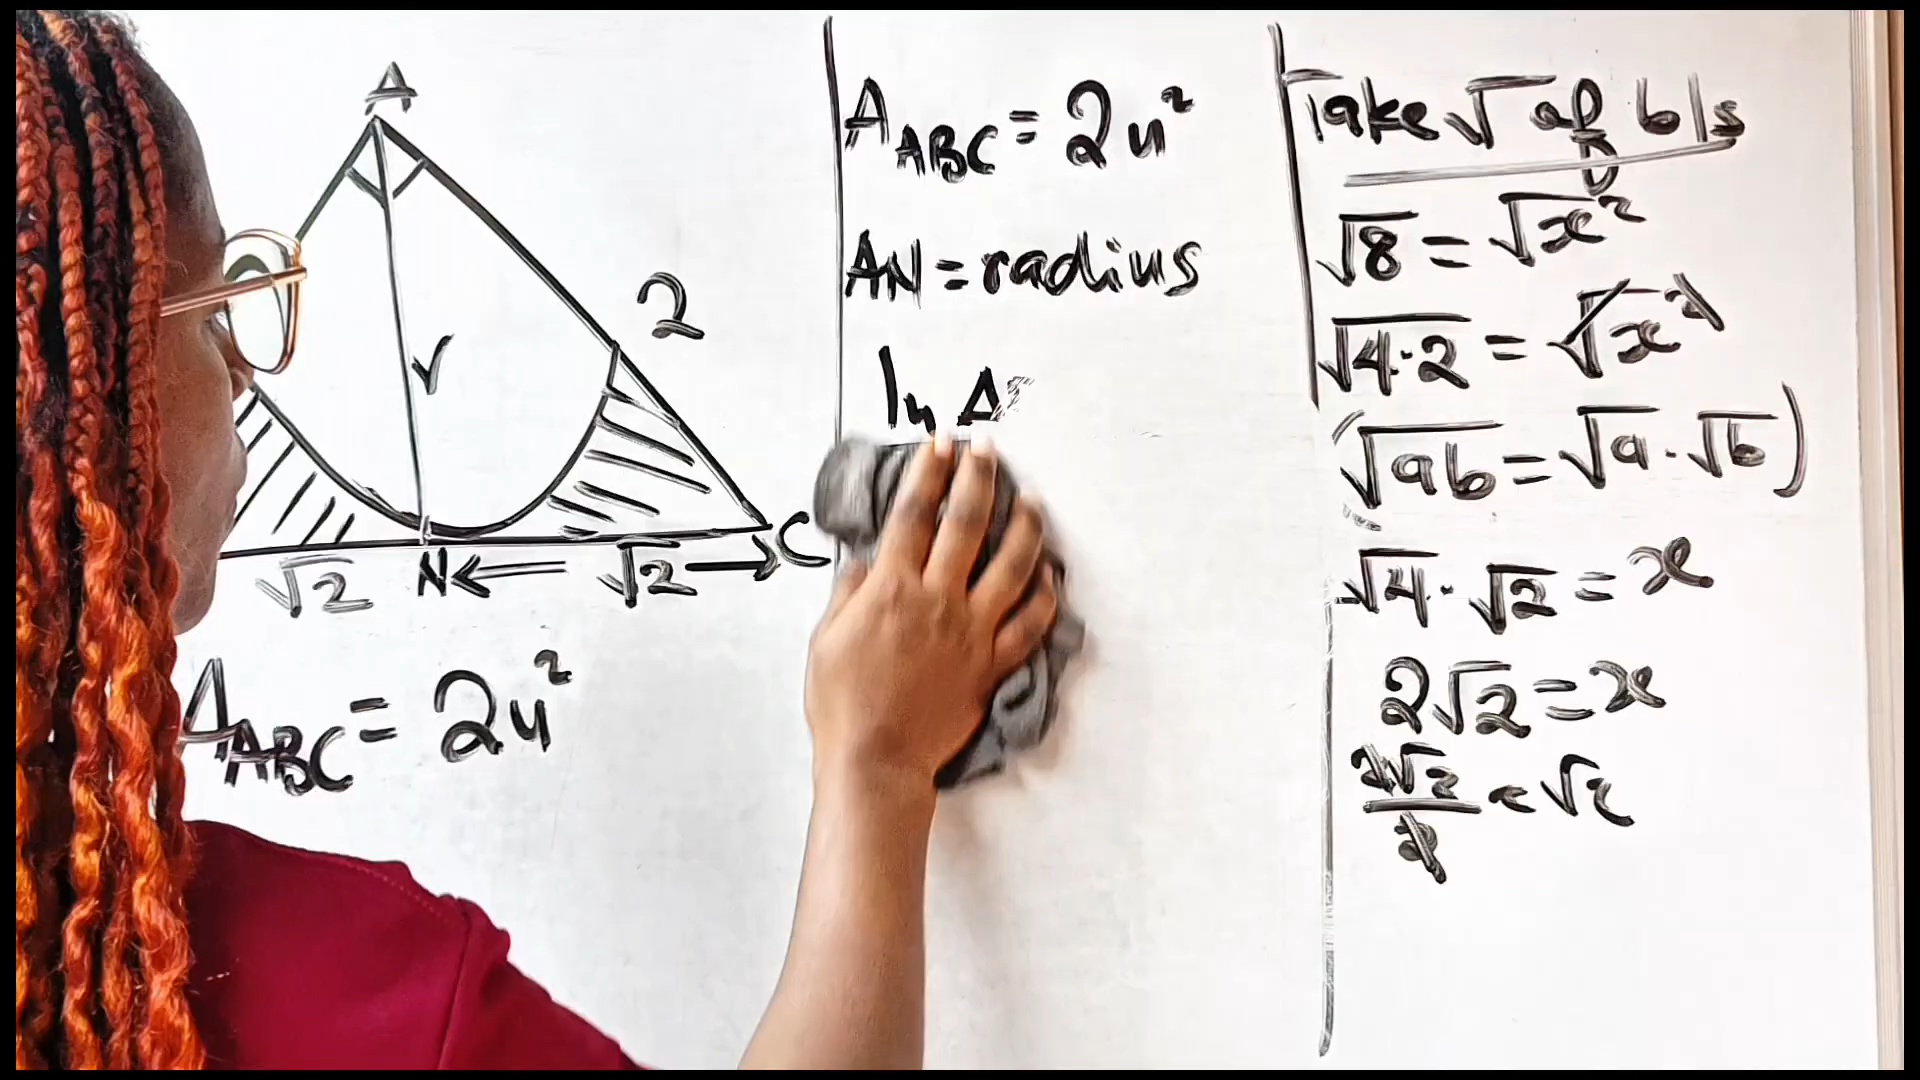 A
2
r
√2 N √2 C
A_ABC = 2u²
A_ABC = 2u²
AN = radius
In Δ
Take √ of b/s
√8 = √x²
√4·2 = √x²
(√ab = √a · √b)
√4 · √2 = x
2√2 = x
2√2/2 = √2